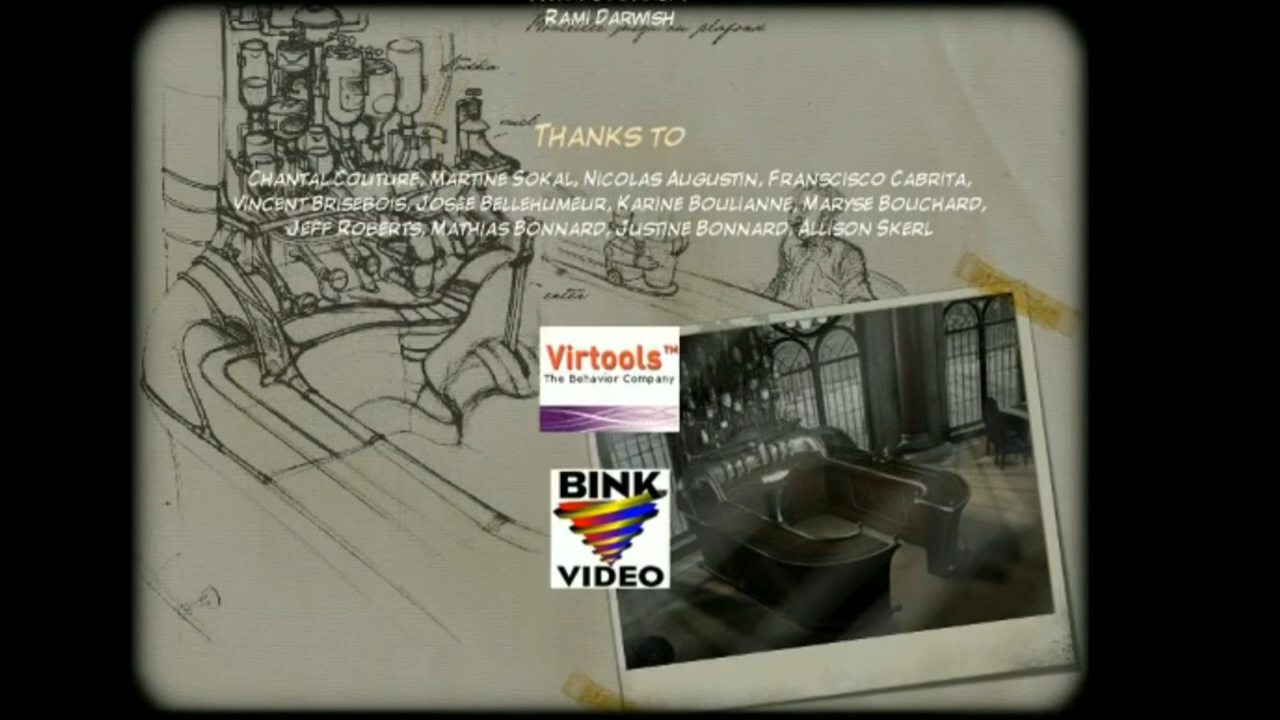 RAMI DARWISH
THANKS TO
CHANTAL COUTURE, MARTINE SOKAL, NICOLAS AUGUSTIN, FRANSCISCO CABRITA,
VINCENT BRISEBOIS, JOSÉE BELLEHUMEUR, KARINE BOULIANNE, MARYSE BOUCHARD,
JEFF ROBERTS, MATHIAS BONNARD, JUSTINE BONNARD, ALLISON SKERL
Virtools™
The Behavior Company
BINK
VIDEO